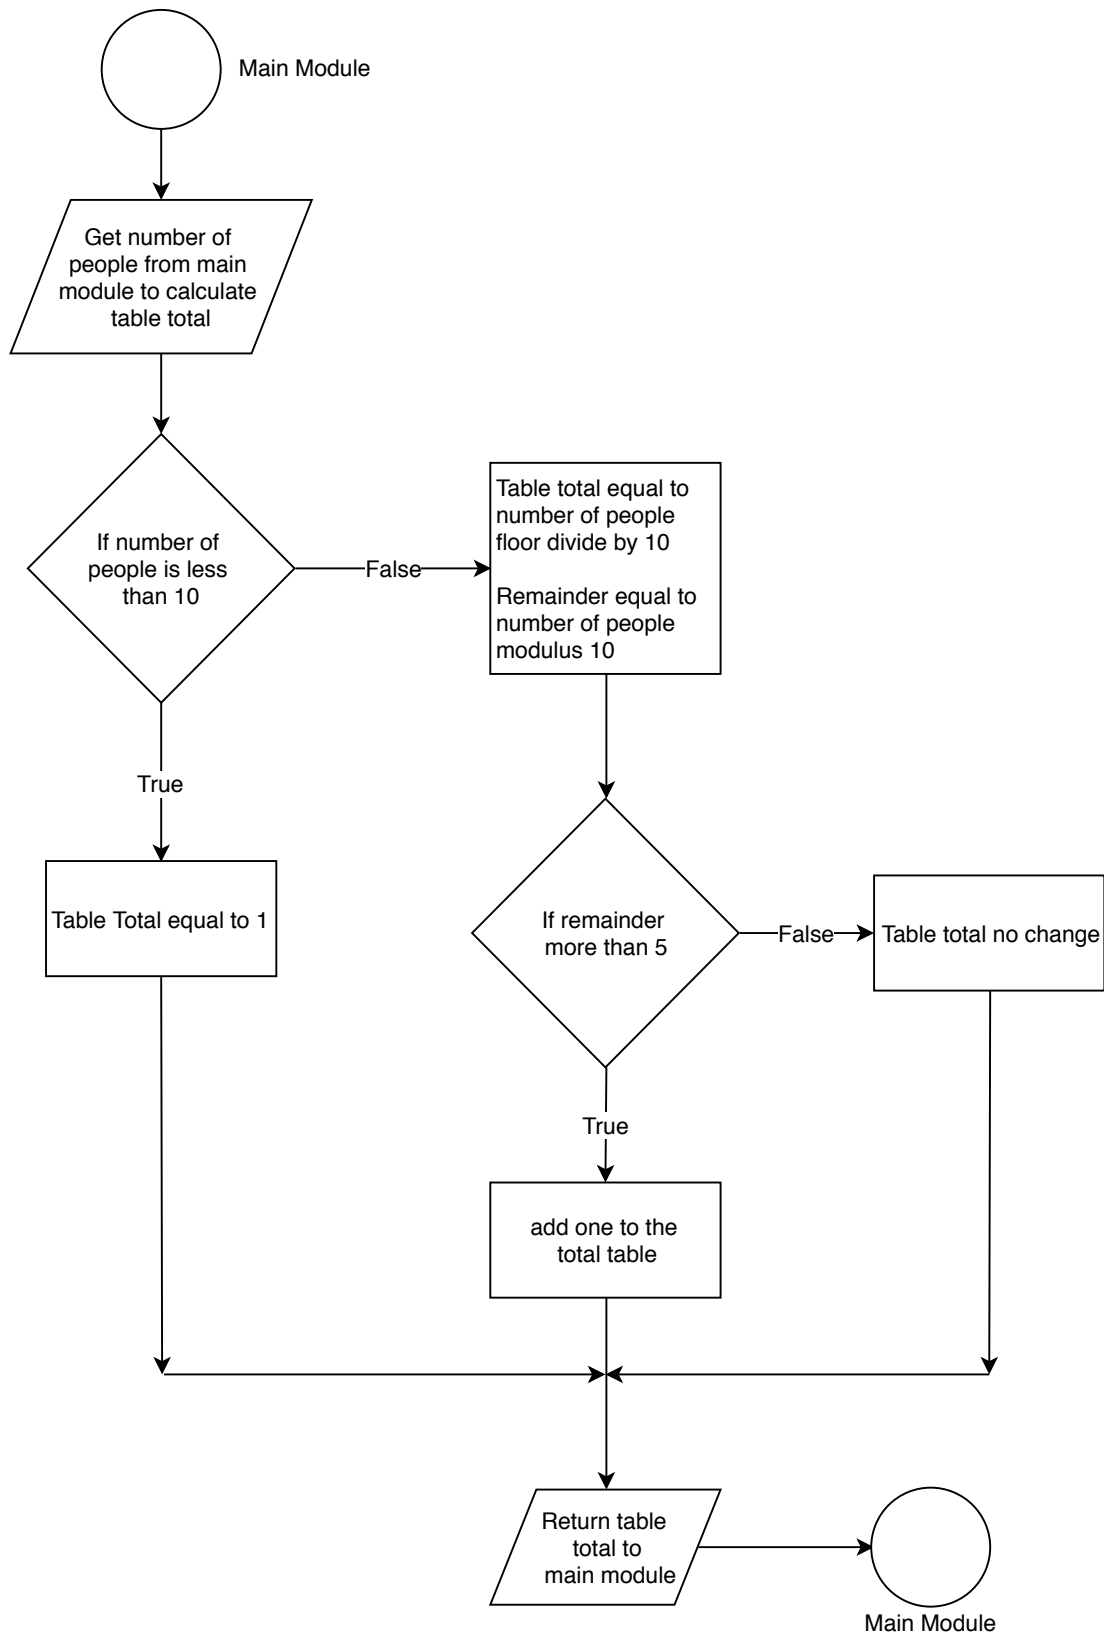 Main Module
Get number of
people from main
module to calculate
table total
If number of
people is less
than 10
False
Table total equal to
number of people
floor divide by 10
Remainder equal to
number of people
modulus 10
True
Table Total equal to 1
If remainder
more than 5
False
Table total no change
True
add one to the
total table
Return table
total to
main module
Main Module